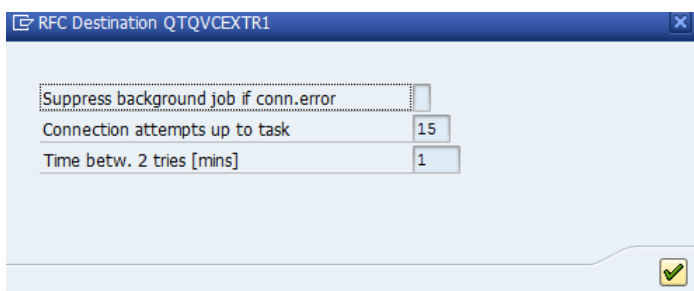 RFC Destination QTQVCEXTR1
Suppress background job if conn.error
Connection attempts up to task 15
Time betw. 2 tries [mins] 1